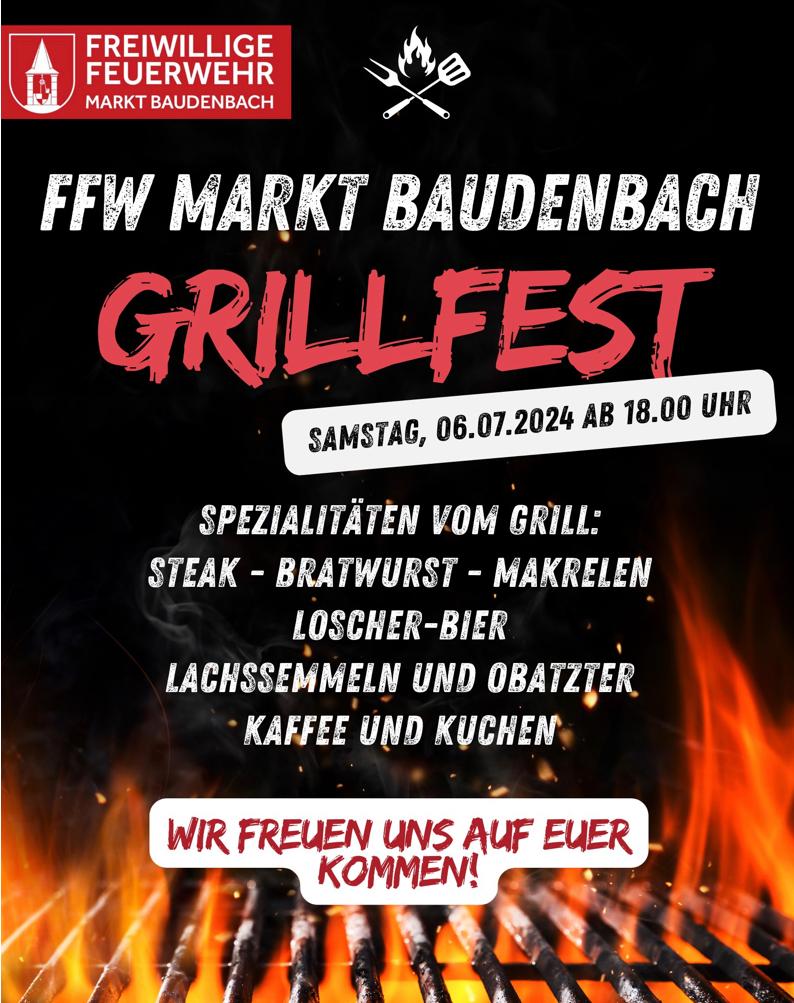 FREIWILLIGE
FEUERWEHR
MARKT BAUDENBACH
FFW MARKT BAUDENBACH
GRILLFEST
SAMSTAG, 06.07.2024 AB 18.00 UHR
SPEZIALITÄTEN VOM GRILL:
STEAK - BRATWURST - MAKRELEN
LOSCHER-BIER
LACHSSEMMELN UND OBATZTER
KAFFEE UND KUCHEN
WIR FREUEN UNS AUF EUER
KOMMEN!